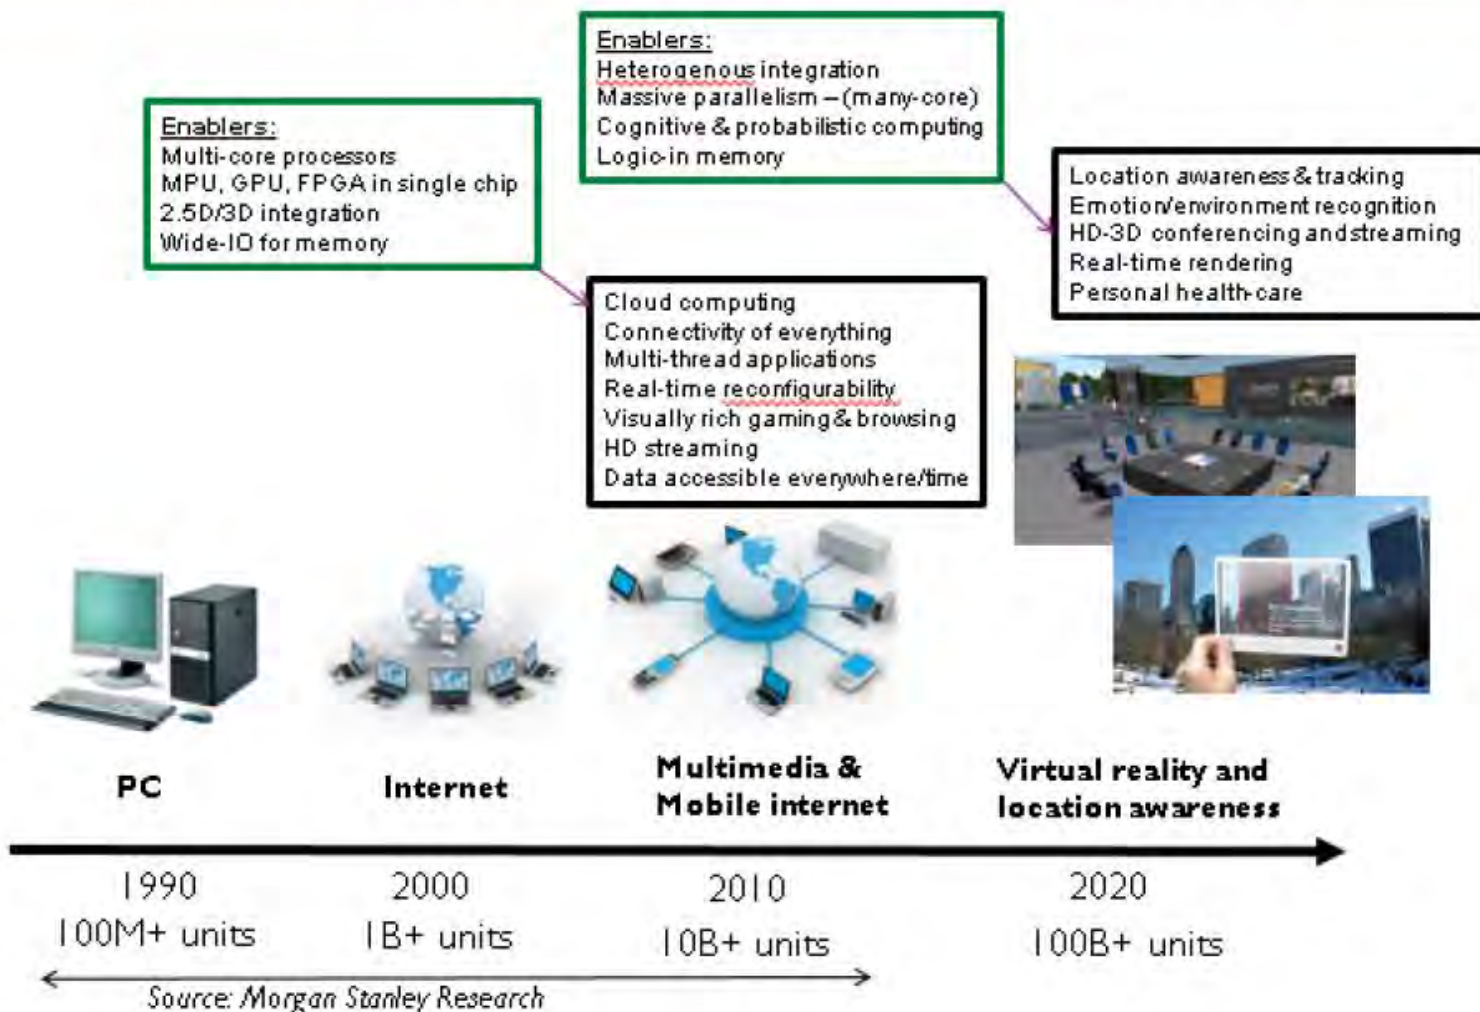 Enablers:
Multi-core processors
MPU, GPU, FPGA in single chip
2.5D/3D integration
Wide-IO for memory
Enablers:
Heterogenous integration
Massive parallelism – (many-core)
Cognitive & probabilistic computing
Logic-in memory
Location awareness & tracking
Emotion/environment recognition
HD-3D conferencing and streaming
Real-time rendering
Personal health-care
Cloud computing
Connectivity of everything
Multi-thread applications
Real-time reconfigurability
Visually rich gaming & browsing
HD streaming
Data accessible everywhere/time
PC
Internet
Multimedia &
Mobile internet
Virtual reality and
location awareness
1990
2000
2010
2020
100M+ units
1B+ units
10B+ units
100B+ units
Source: Morgan Stanley Research